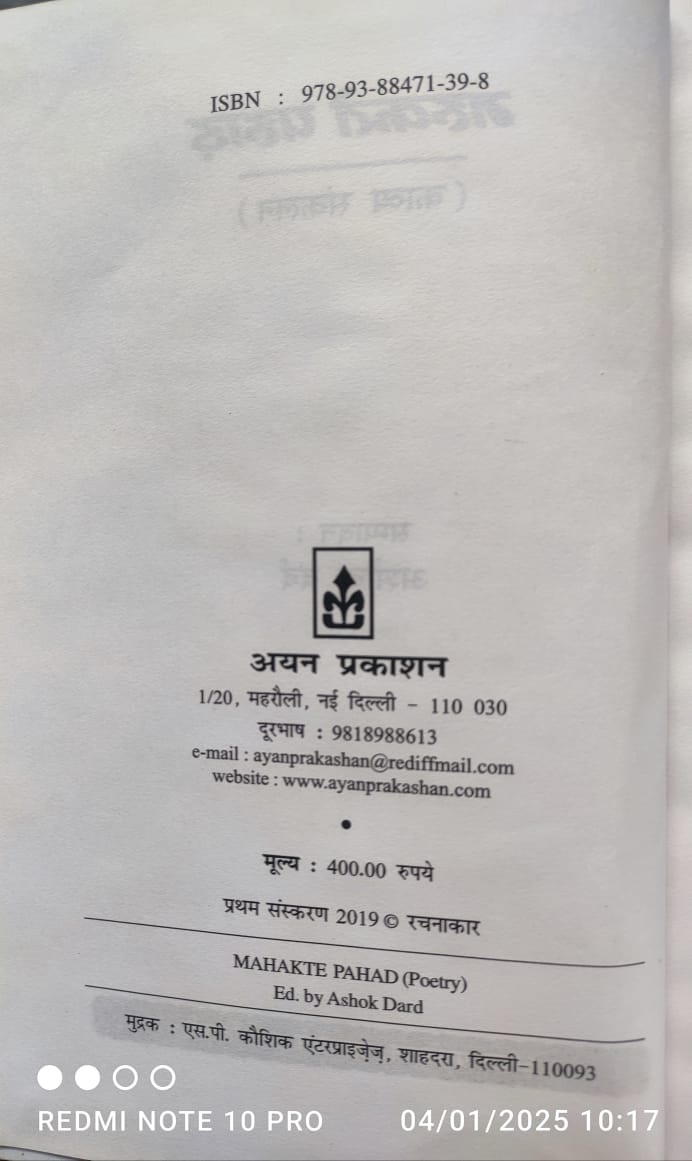 ISBN : 978-93-88471-39-8
अयन प्रकाशन
1/20, महरौली, नई दिल्ली - 110 030
दूरभाष : 9818988613
e-mail : ayanprakashan@rediffmail.com
website : www.ayanprakashan.com
मूल्य : 400.00 रुपये
प्रथम संस्करण 2019 © रचनाकार
MAHAKTE PAHAD (Poetry)
Ed. by Ashok Dard
मुद्रक : एस.पी. कौशिक एंटरप्राइजे़ज़, शाहदरा, दिल्ली-110093
REDMI NOTE 10 PRO
04/01/2025 10:17